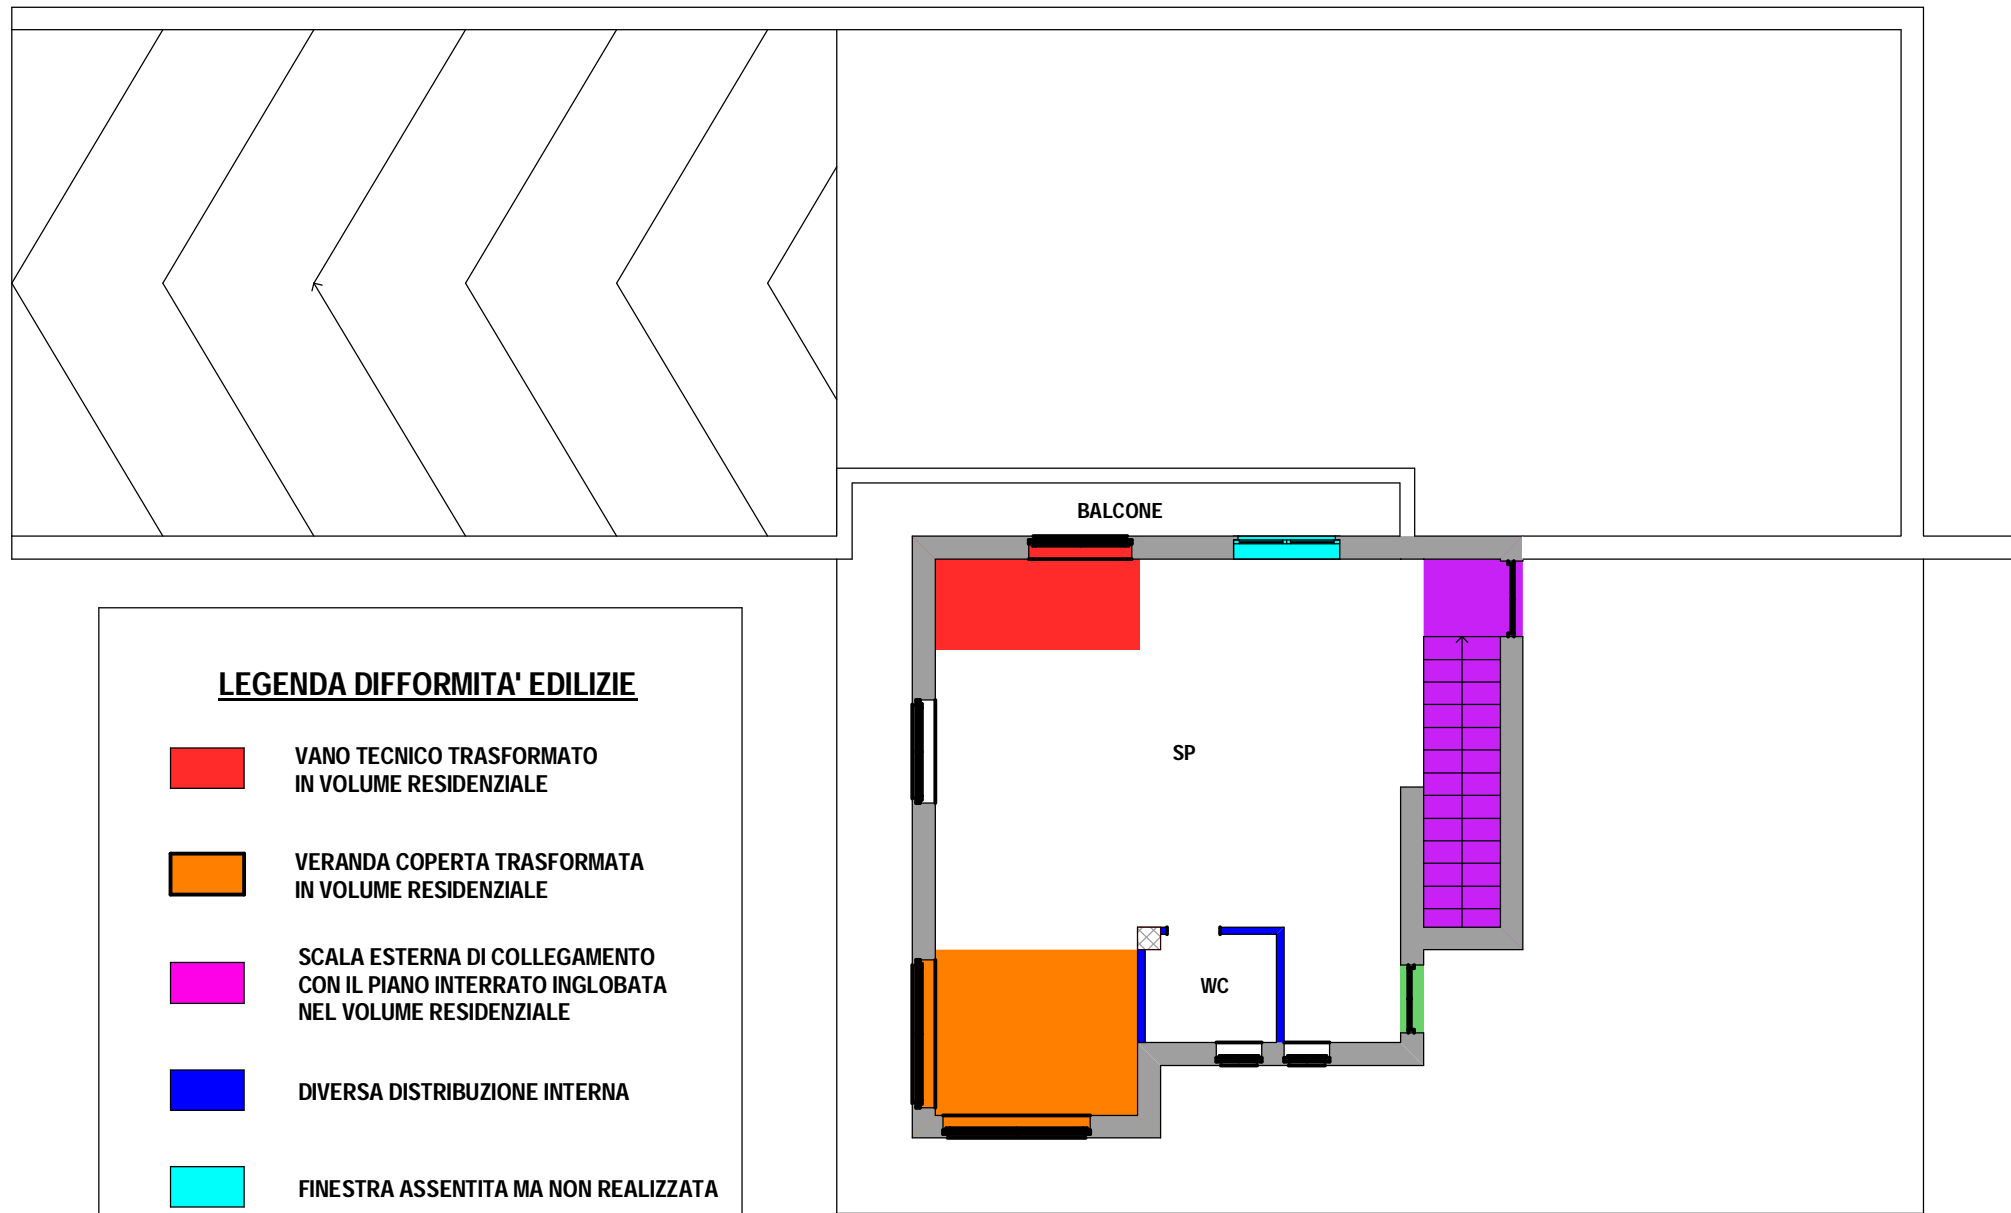 BALCONE
LEGENDA DIFFORMITA' EDILIZIE
VANO TECNICO TRASFORMATO
IN VOLUME RESIDENZIALE
SP
VERANDA COPERTA TRASFORMATA
IN VOLUME RESIDENZIALE
SCALA ESTERNA DI COLLEGAMENTO
CON IL PIANO INTERRATO INGLOBATA
NEL VOLUME RESIDENZIALE
WC
DIVERSA DISTRIBUZIONE INTERNA
FINESTRA ASSENTITA MA NON REALIZZATA